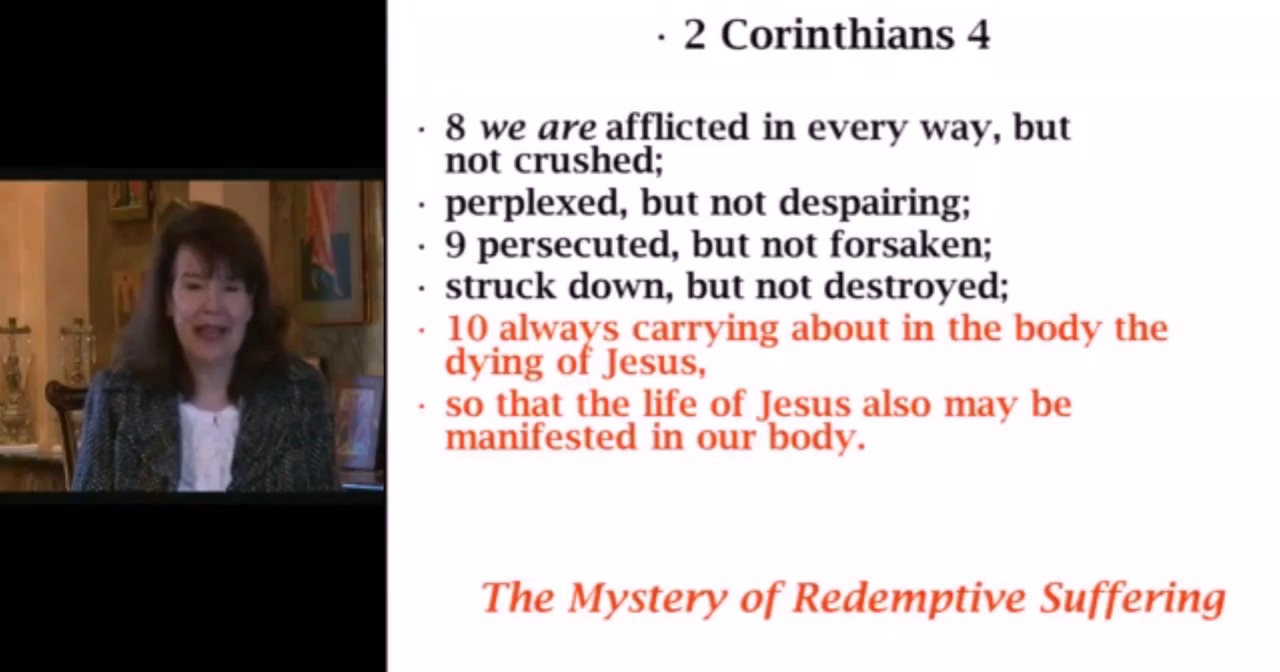 · 2 Corinthians 4
· 8 we are afflicted in every way, but
not crushed;
· perplexed, but not despairing;
· 9 persecuted, but not forsaken;
· struck down, but not destroyed;
· 10 always carrying about in the body the
dying of Jesus,
· so that the life of Jesus also may be
manifested in our body.
The Mystery of Redemptive Suffering